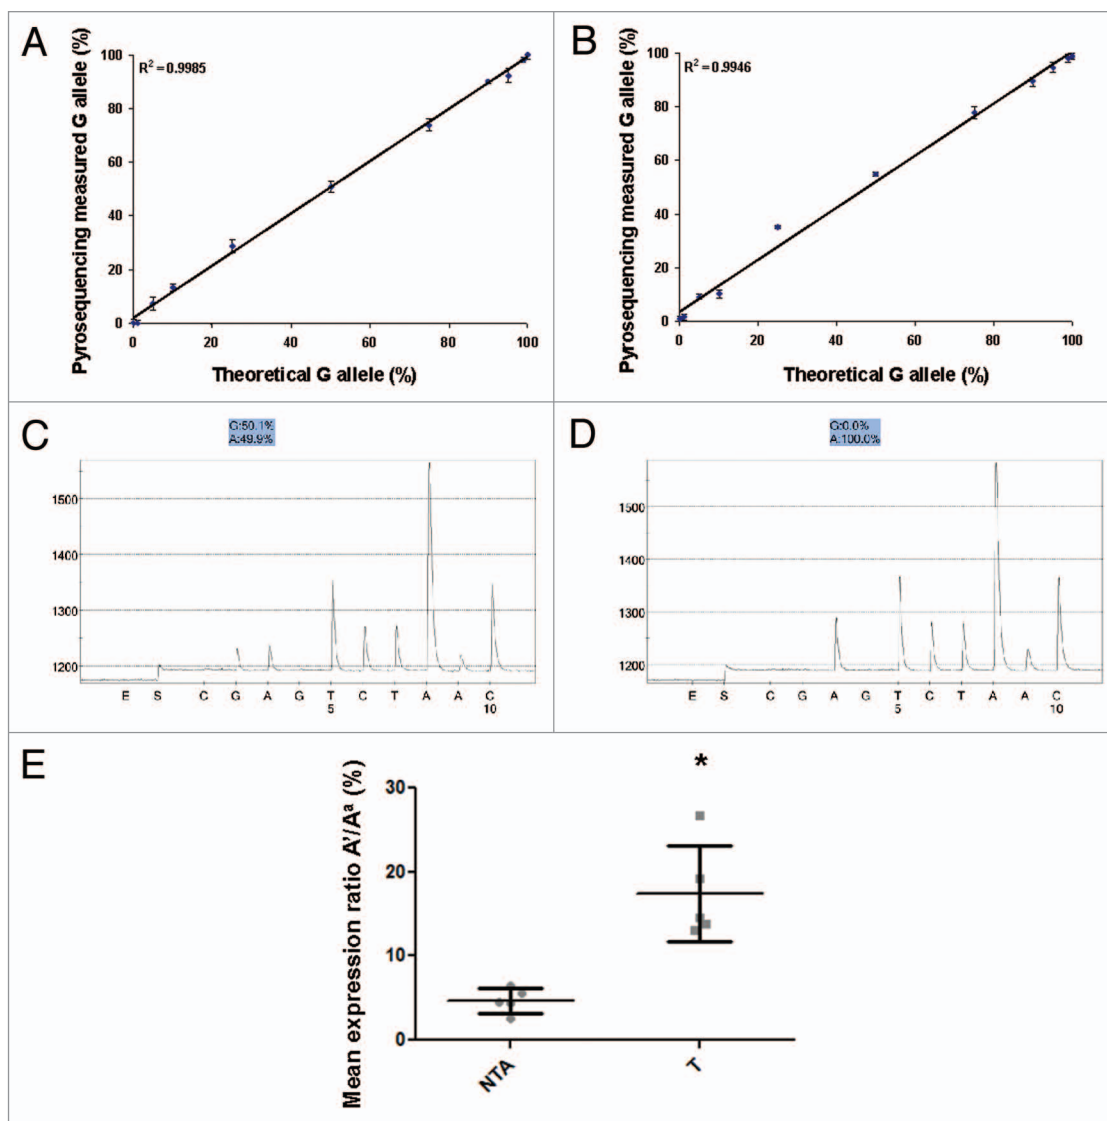 A
Pyrosequencing measured G allele (%)
R² = 0.9985
100
80
60
40
20
0
0 20 40 60 80 100
Theoretical G allele (%)
B
Pyrosequencing measured G allele (%)
R² = 0.9946
100
80
60
40
20
0
0 20 40 60 80 100
Theoretical G allele (%)
C
G:50.1%
A:49.9%
1500
1400
1300
1200
E S C G A G T C T A A C
5 10
D
G:0.0%
A:100.0%
1500
1400
1300
1200
E S C G A G T C T A A C
5 10
E
Mean expression ratio A'/Aª (%)
*
30
20
10
0
NTA T